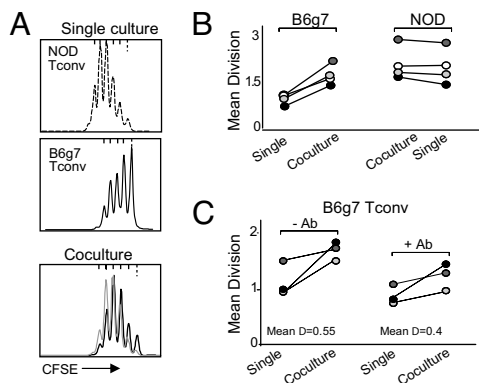 A
Single culture
NOD
Tconv
B6g7
Tconv
Coculture
CFSE
B
B6g7
NOD
Mean Division
3
1.5
0
Single
Coculture
Coculture
Single
C
B6g7 Tconv
- Ab
+ Ab
Mean Division
2
1
0
Mean D=0.55
Mean D=0.4
Single
Coculture
Single
Coculture